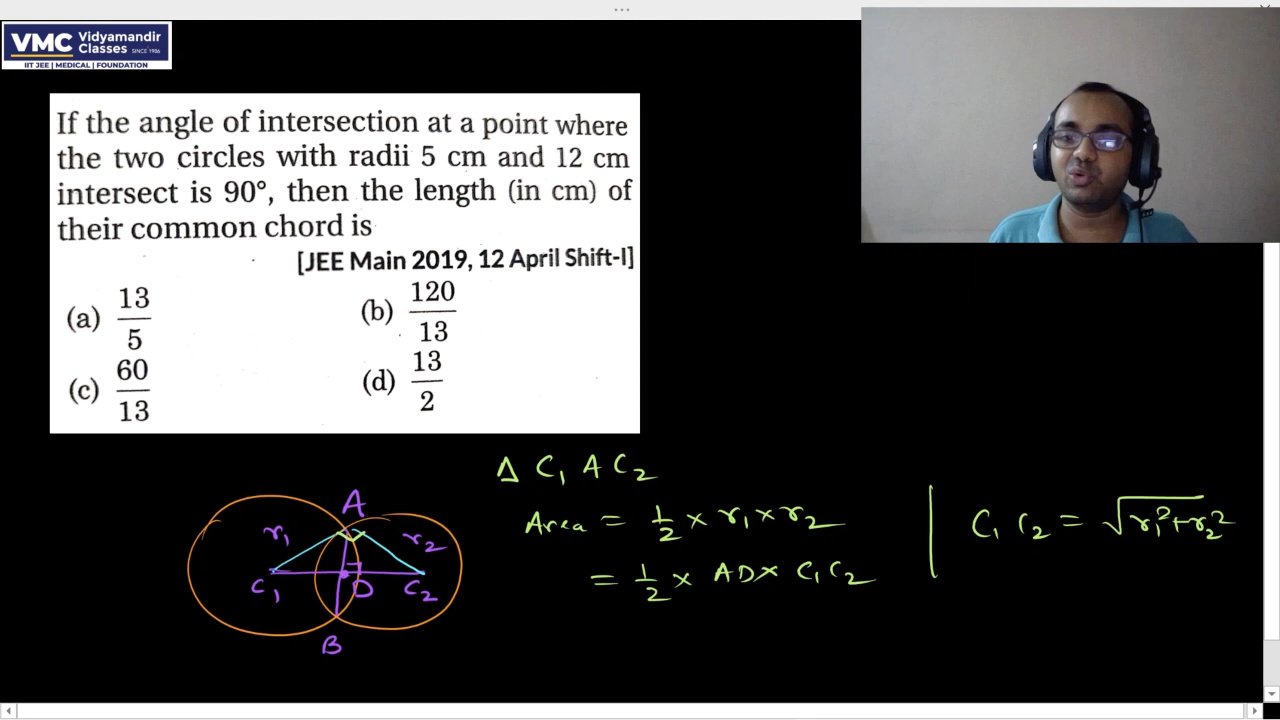 VMC Vidyamandir
Classes SINCE 1986
IIT JEE | MEDICAL | FOUNDATION
If the angle of intersection at a point where
the two circles with radii 5 cm and 12 cm
intersect is 90°, then the length (in cm) of
their common chord is
[JEE Main 2019, 12 April Shift-I]
(a) 13/5 (b) 120/13
(c) 60/13 (d) 13/2
Δ C₁ A C₂
Area = 1/2 × r₁ × r₂
= 1/2 × AD × C₁C₂
C₁ C₂ = √(r₁² + r₂²)
A
r₁ r₂
C₁ D C₂
B